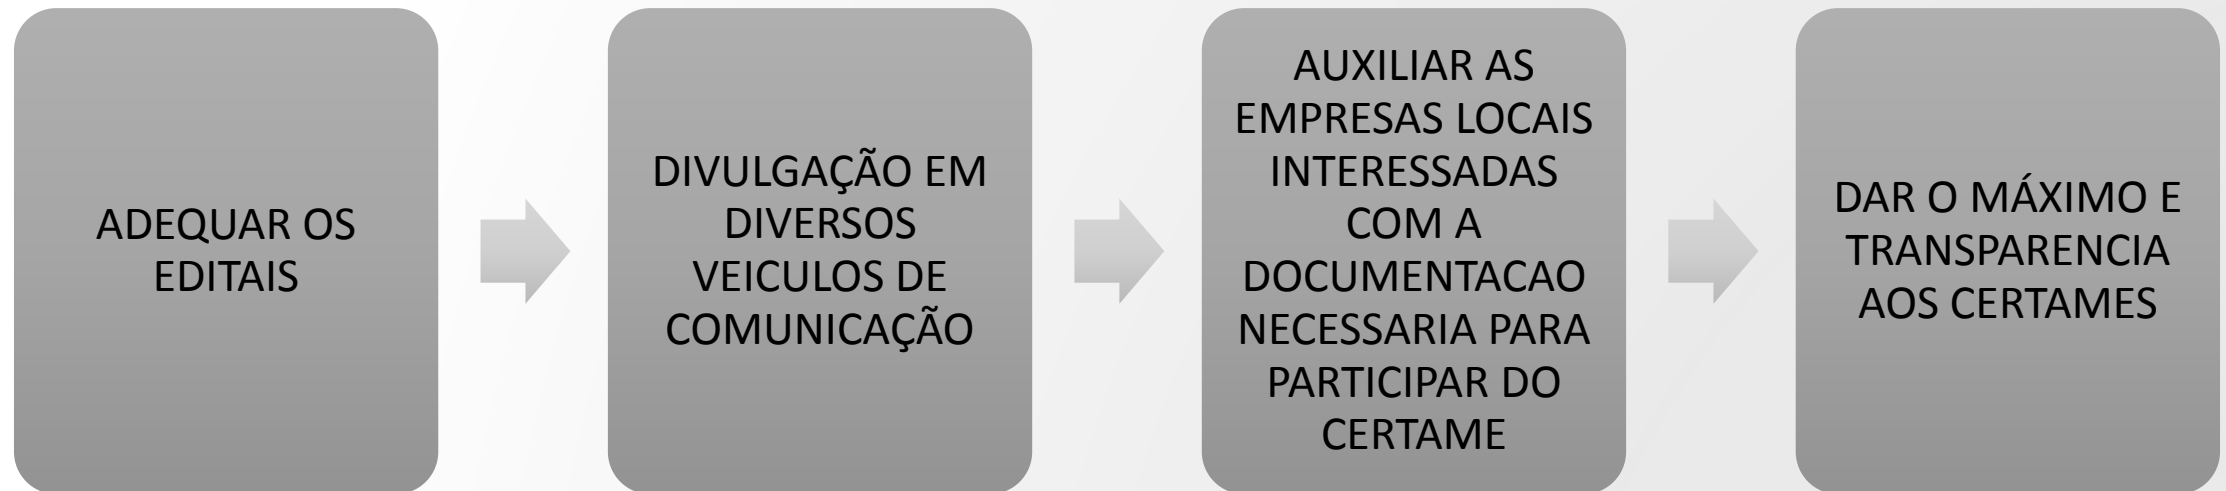 ADEQUAR OS
EDITAIS
DIVULGAÇÃO EM
DIVERSOS
VEICULOS DE
COMUNICAÇÃO
AUXILIAR AS
EMPRESAS LOCAIS
INTERESSADAS
COM A
DOCUMENTACAO
NECESSARIA PARA
PARTICIPAR DO
CERTAME
DAR O MÁXIMO E
TRANSPARENCIA
AOS CERTAMES